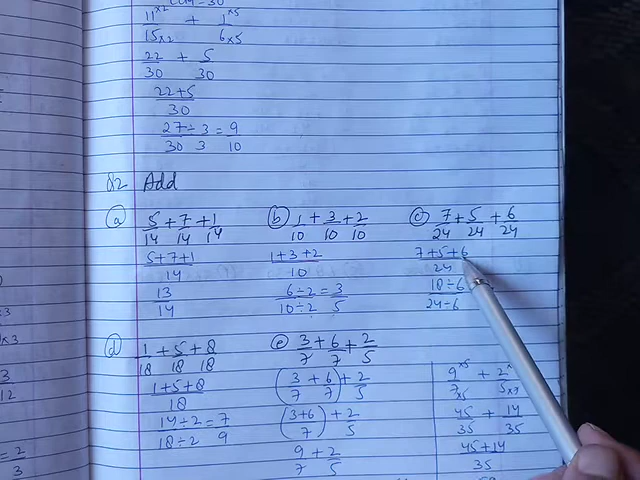 LCM = 30
11×2 + 1×5
15×2 6×5
22 + 5
30 30
22+5
30
27 ÷ 3 = 9
30 3 10
Q2 Add
(a) 5 + 7 + 1
14 14 14
5+7+1
14
13
14
(b) 1 + 3 + 2
10 10 10
1+3+2
10
6÷2 = 3
10÷2 5
(c) 7 + 5 + 6
24 24 24
7+5+6
24
18÷6
24÷6
(d) 1 + 5 + 8
18 18 18
1+5+8
18
14÷2 = 7
18÷2 9
(e) 3 + 6 + 2
7 7 5
(3 + 6) + 2
7 7 5
(3+6) + 2
7 5
9 + 2
7 5
9×5 + 2×
7×5 5×7
45 + 14
35 35
45+14
35